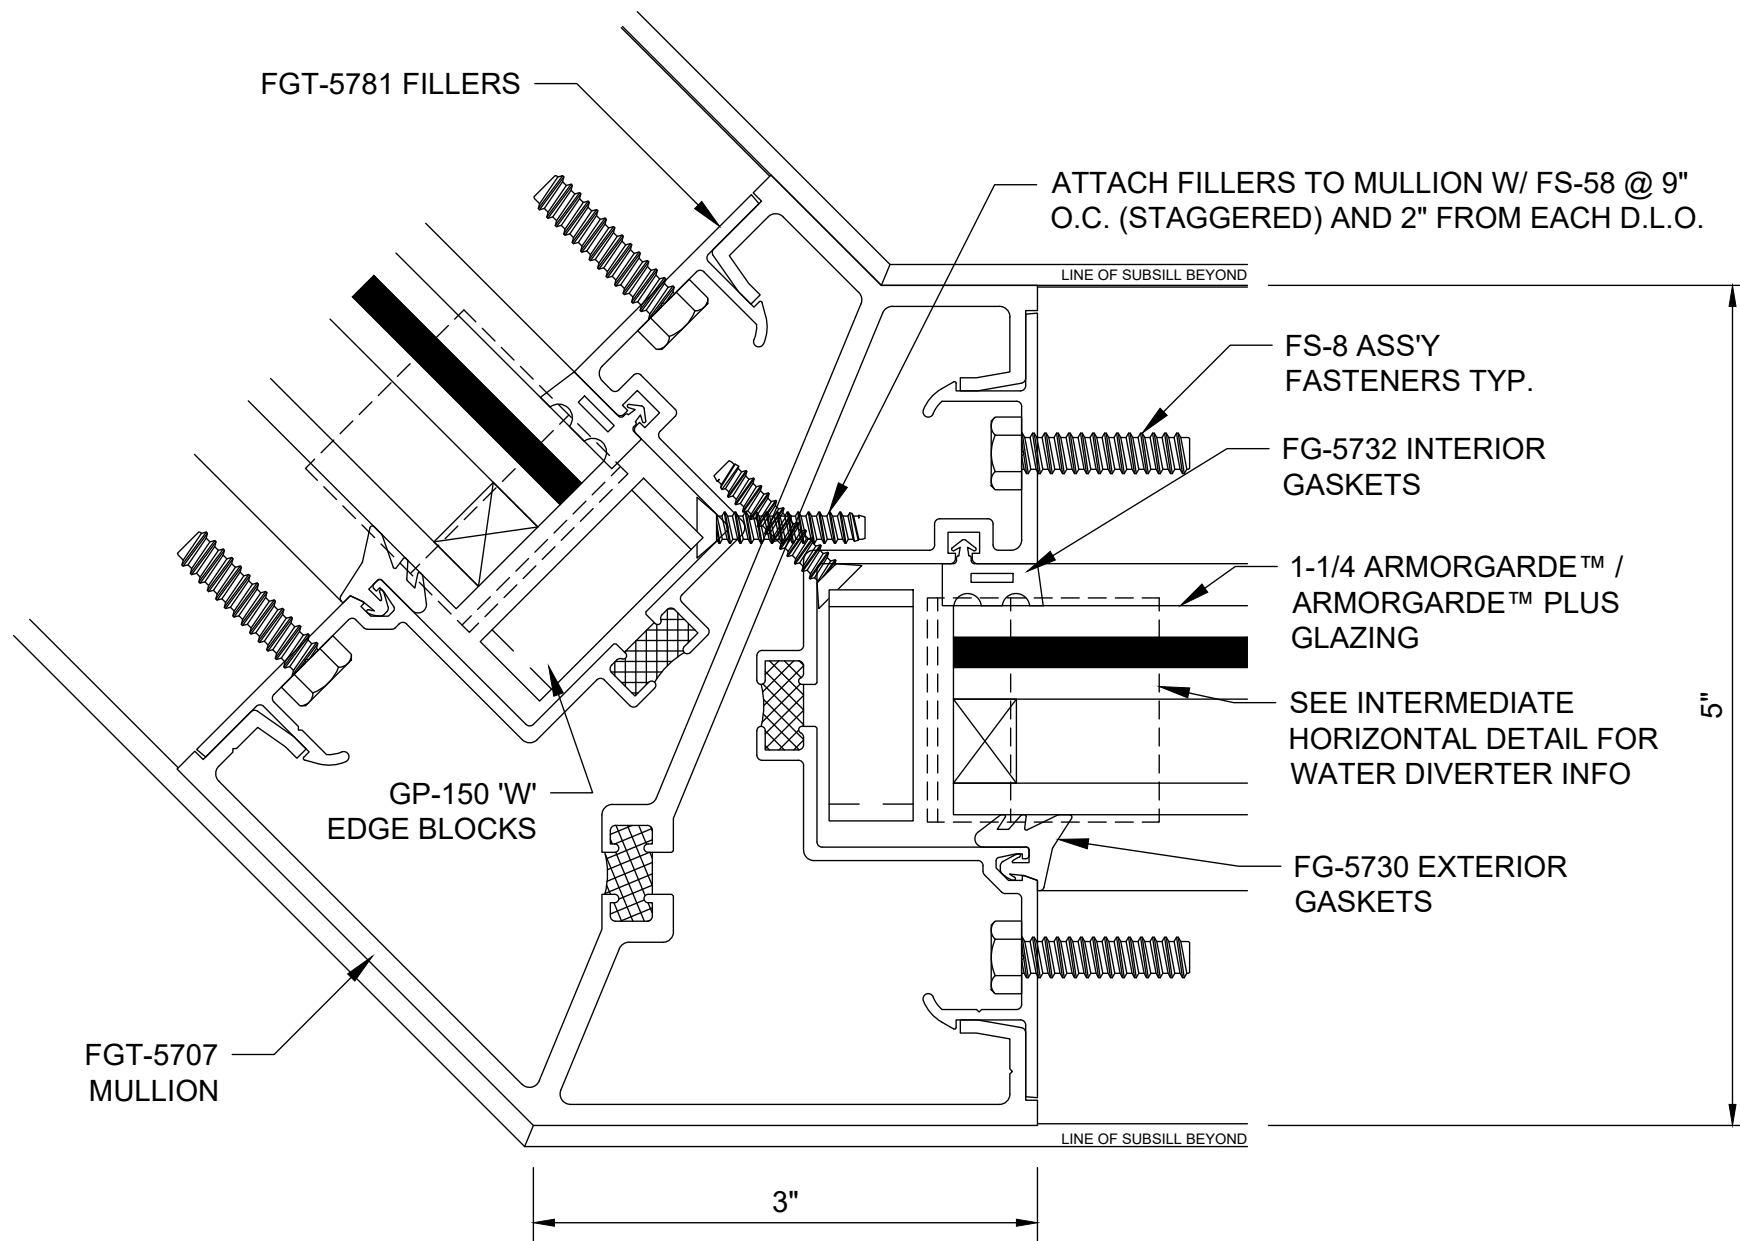 FGT-5781 FILLERS
ATTACH FILLERS TO MULLION W/ FS-58 @ 9"
O.C. (STAGGERED) AND 2" FROM EACH D.L.O.
LINE OF SUBSILL BEYOND
FS-8 ASS'Y
FASTENERS TYP.
FG-5732 INTERIOR
GASKETS
1-1/4 ARMORGARDE™ /
ARMORGARDE™ PLUS
GLAZING
SEE INTERMEDIATE
HORIZONTAL DETAIL FOR
WATER DIVERTER INFO
5"
GP-150 'W'
EDGE BLOCKS
FG-5730 EXTERIOR
GASKETS
FGT-5707
MULLION
LINE OF SUBSILL BEYOND
3"